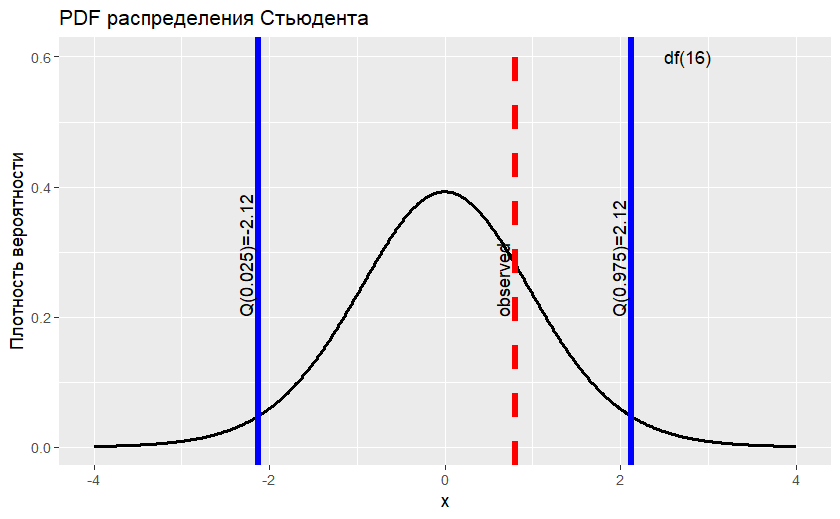 PDF распределения Стьюдента
df(16)
Плотность вероятности
0.6
0.4
0.2
0.0
Q(0.025)=-2.12
observed
Q(0.975)=2.12
-4
-2
0
2
4
x